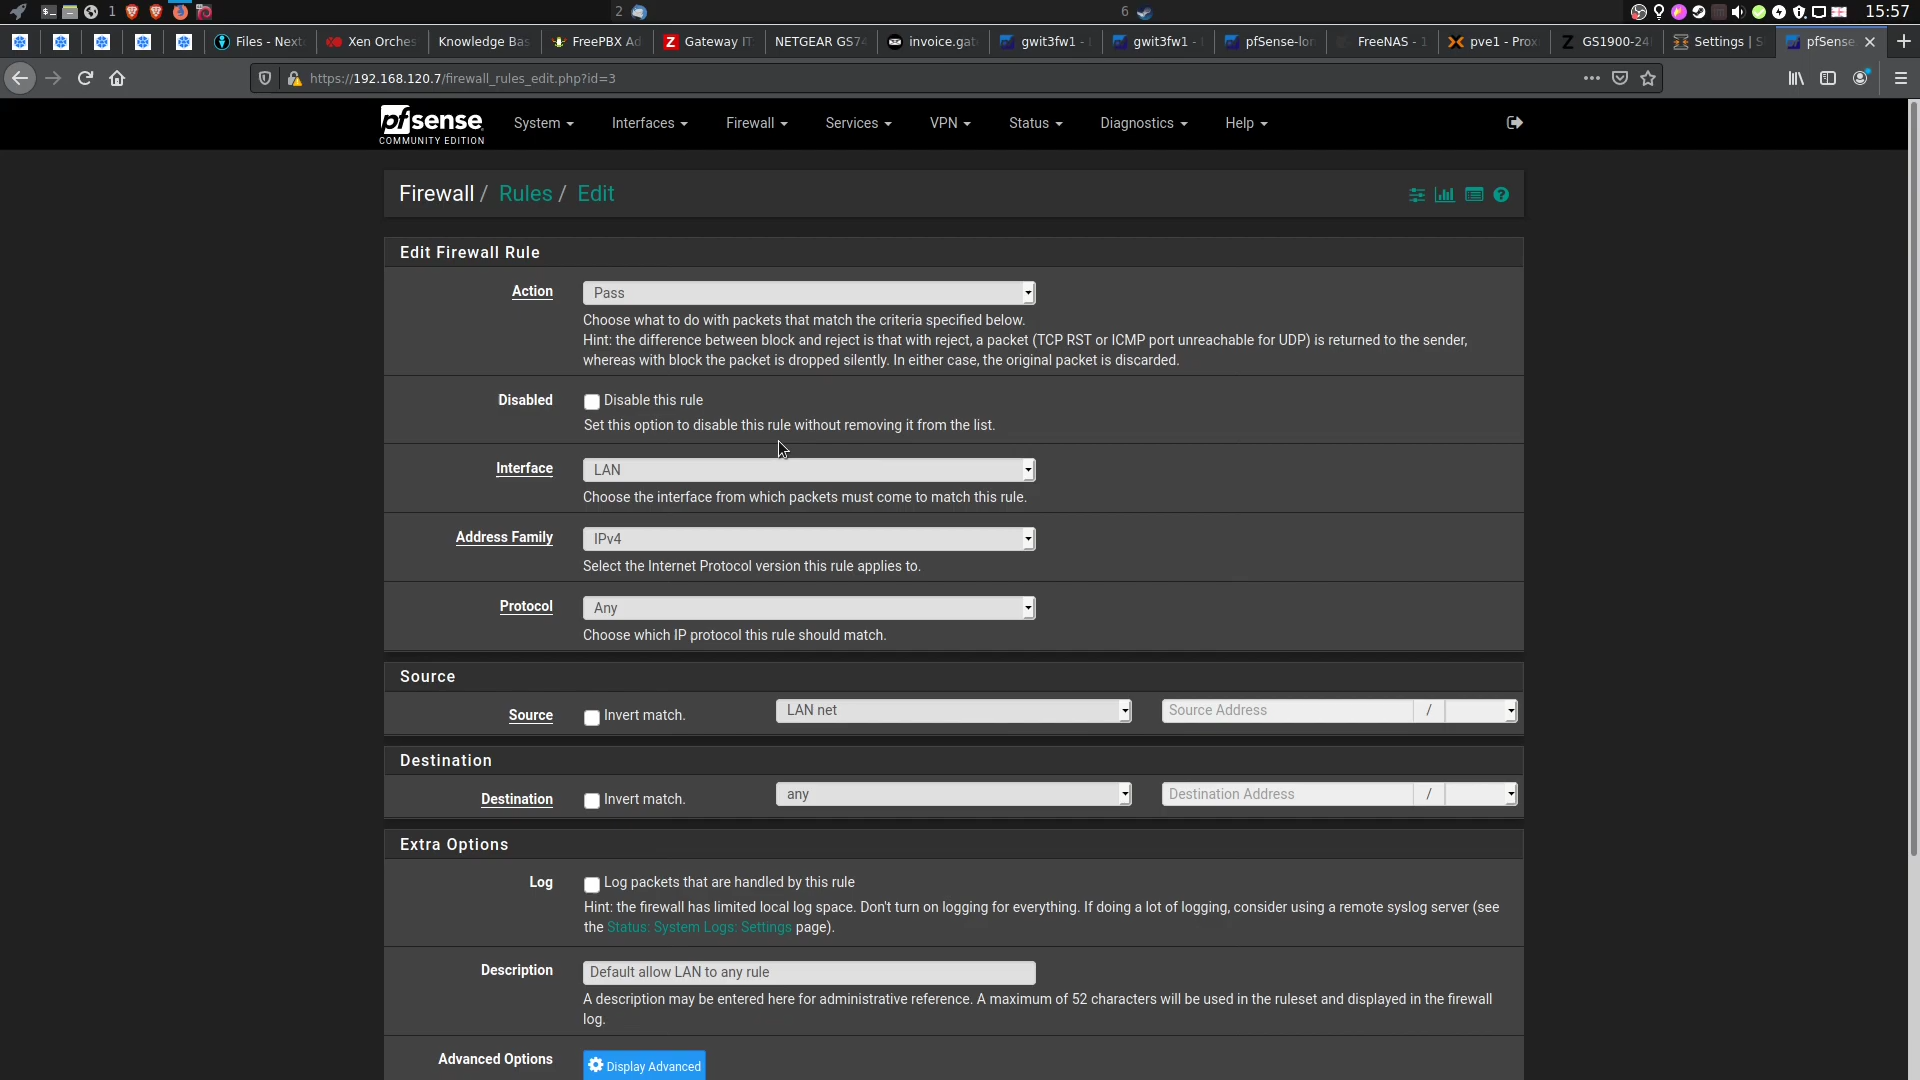 1
2
6
15:57
Files - Next
Xen Orches
Knowledge Bas
FreePBX Ad
Gateway IT
NETGEAR GS74
invoice.gat
gwit3fw1 -
gwit3fw1 -
pfSense-lon
FreeNAS - 1
pve1 - Prox
GS1900-24
Settings | S
pfSense
https://192.168.120.7/firewall_rules_edit.php?id=3
pfsense
COMMUNITY EDITION
System
Interfaces
Firewall
Services
VPN
Status
Diagnostics
Help
Firewall / Rules / Edit
Edit Firewall Rule
Action
Pass
Choose what to do with packets that match the criteria specified below.
Hint: the difference between block and reject is that with reject, a packet (TCP RST or ICMP port unreachable for UDP) is returned to the sender,
whereas with block the packet is dropped silently. In either case, the original packet is discarded.
Disabled
Disable this rule
Set this option to disable this rule without removing it from the list.
Interface
LAN
Choose the interface from which packets must come to match this rule.
Address Family
IPv4
Select the Internet Protocol version this rule applies to.
Protocol
Any
Choose which IP protocol this rule should match.
Source
Source
Invert match.
LAN net
Source Address
/
Destination
Destination
Invert match.
any
Destination Address
/
Extra Options
Log
Log packets that are handled by this rule
Hint: the firewall has limited local log space. Don't turn on logging for everything. If doing a lot of logging, consider using a remote syslog server (see
the Status: System Logs: Settings page).
Description
Default allow LAN to any rule
A description may be entered here for administrative reference. A maximum of 52 characters will be used in the ruleset and displayed in the firewall
log.
Advanced Options
Display Advanced